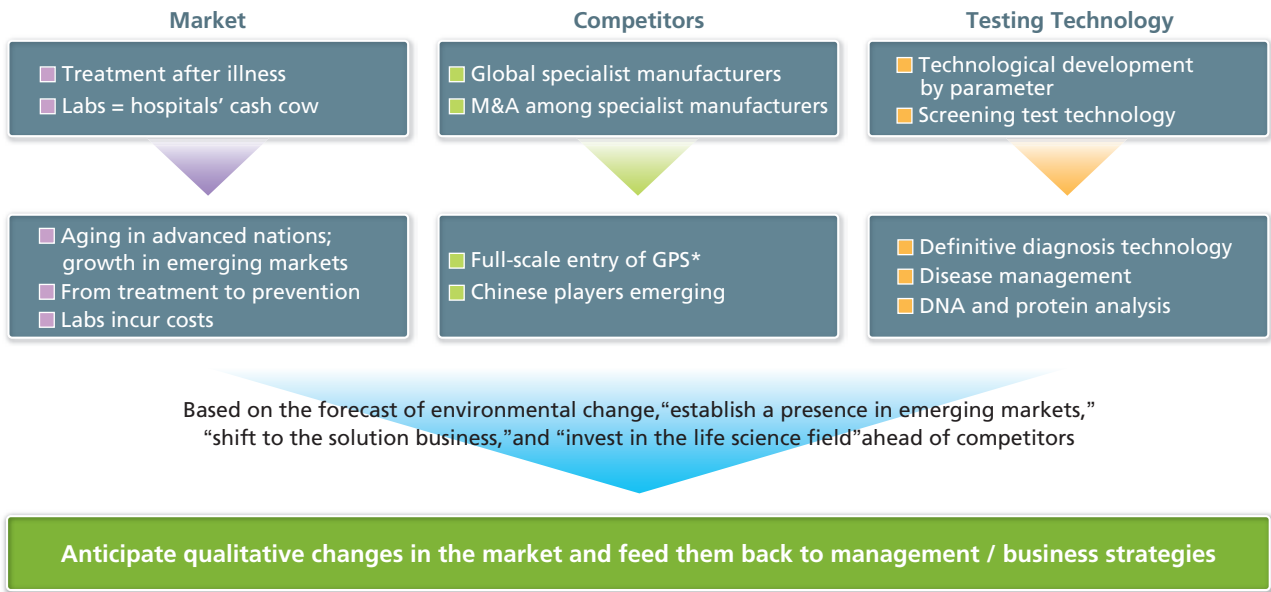 Market
Treatment after illness
Labs = hospitals’ cash cow
Aging in advanced nations;
growth in emerging markets
From treatment to prevention
Labs incur costs
Competitors
Global specialist manufacturers
M&A among specialist manufacturers
Full-scale entry of GPS*
Chinese players emerging
Testing Technology
Technological development
by parameter
Screening test technology
Definitive diagnosis technology
Disease management
DNA and protein analysis
Based on the forecast of environmental change,“establish a presence in emerging markets,”
“shift to the solution business,”and “invest in the life science field”ahead of competitors
Anticipate qualitative changes in the market and feed them back to management / business strategies